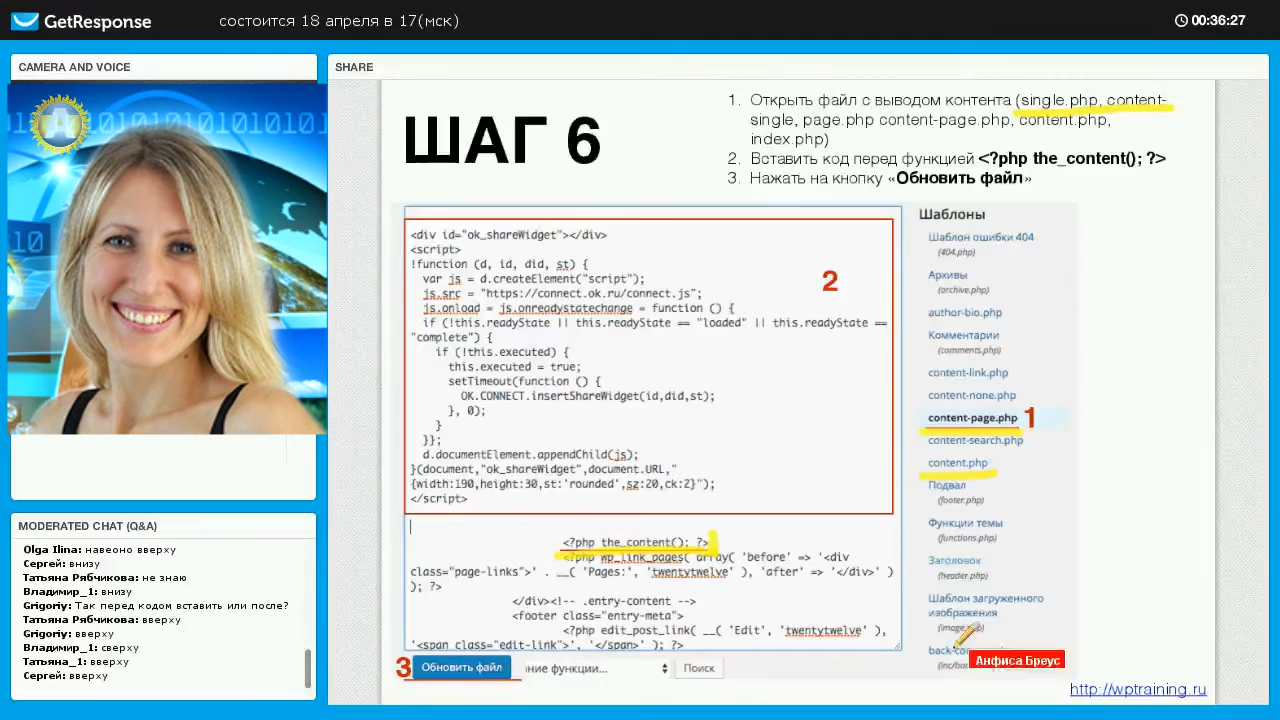 GetResponse
состоится 18 апреля в 17(мск)
00:36:27
CAMERA AND VOICE
MODERATED CHAT (Q&A)
Olga Ilina: навеоно вверху
Сергей: внизу
Татьяна Рябчикова: не знаю
Владимир_1: внизу
Grigoriy: Так перед кодом вставить или после?
Татьяна Рябчикова: вверху
Grigoriy: вверху
Владимир_1: сверху
Татьяна_1: вверху
Сергей: вверху
SHARE
ШАГ 6
1. Открыть файл с выводом контента (single.php, content-
single, page.php content-page.php, content.php,
index.php)
2. Вставить код перед функцией <?php the_content(); ?>
3. Нажать на кнопку «Обновить файл»
<div id="ok_shareWidget"></div>
<script>
!function (d, id, did, st) {
var js = d.createElement("script");
js.src = "https://connect.ok.ru/connect.js";
js.onload = js.onreadystatechange = function () {
if (!this.readyState || this.readyState == "loaded" || this.readyState ==
"complete") {
if (!this.executed) {
this.executed = true;
setTimeout(function () {
OK.CONNECT.insertShareWidget(id,did,st);
}, 0);
}
}};
d.documentElement.appendChild(js);
}(document,"ok_shareWidget",document.URL,"
{width:190,height:30,st:'rounded',sz:20,ck:2}");
</script>
2
<?php the_content(); ?>
<?php wp_link_pages( array( 'before' => '<div
class="page-links">' . __( 'Pages:', 'twentytwelve' ), 'after' => '</div>' )
); ?>
</div><!-- .entry-content -->
<footer class="entry-meta">
<?php edit_post_link( __( 'Edit', 'twentytwelve' ),
'<span class="edit-link">', '</span>' ); ?>
3 Обновить файл
ние функции...
Поиск
Шаблоны
Шаблон ошибки 404
(404.php)
Архивы
(archive.php)
author-bio.php
Комментарии
(comments.php)
content-link.php
content-none.php
content-page.php 1
content-search.php
content.php
Подвал
(footer.php)
Функции темы
(functions.php)
Заголовок
(header.php)
Шаблон загруженного
изображения
Анфиса Бреус
http://wptraining.ru